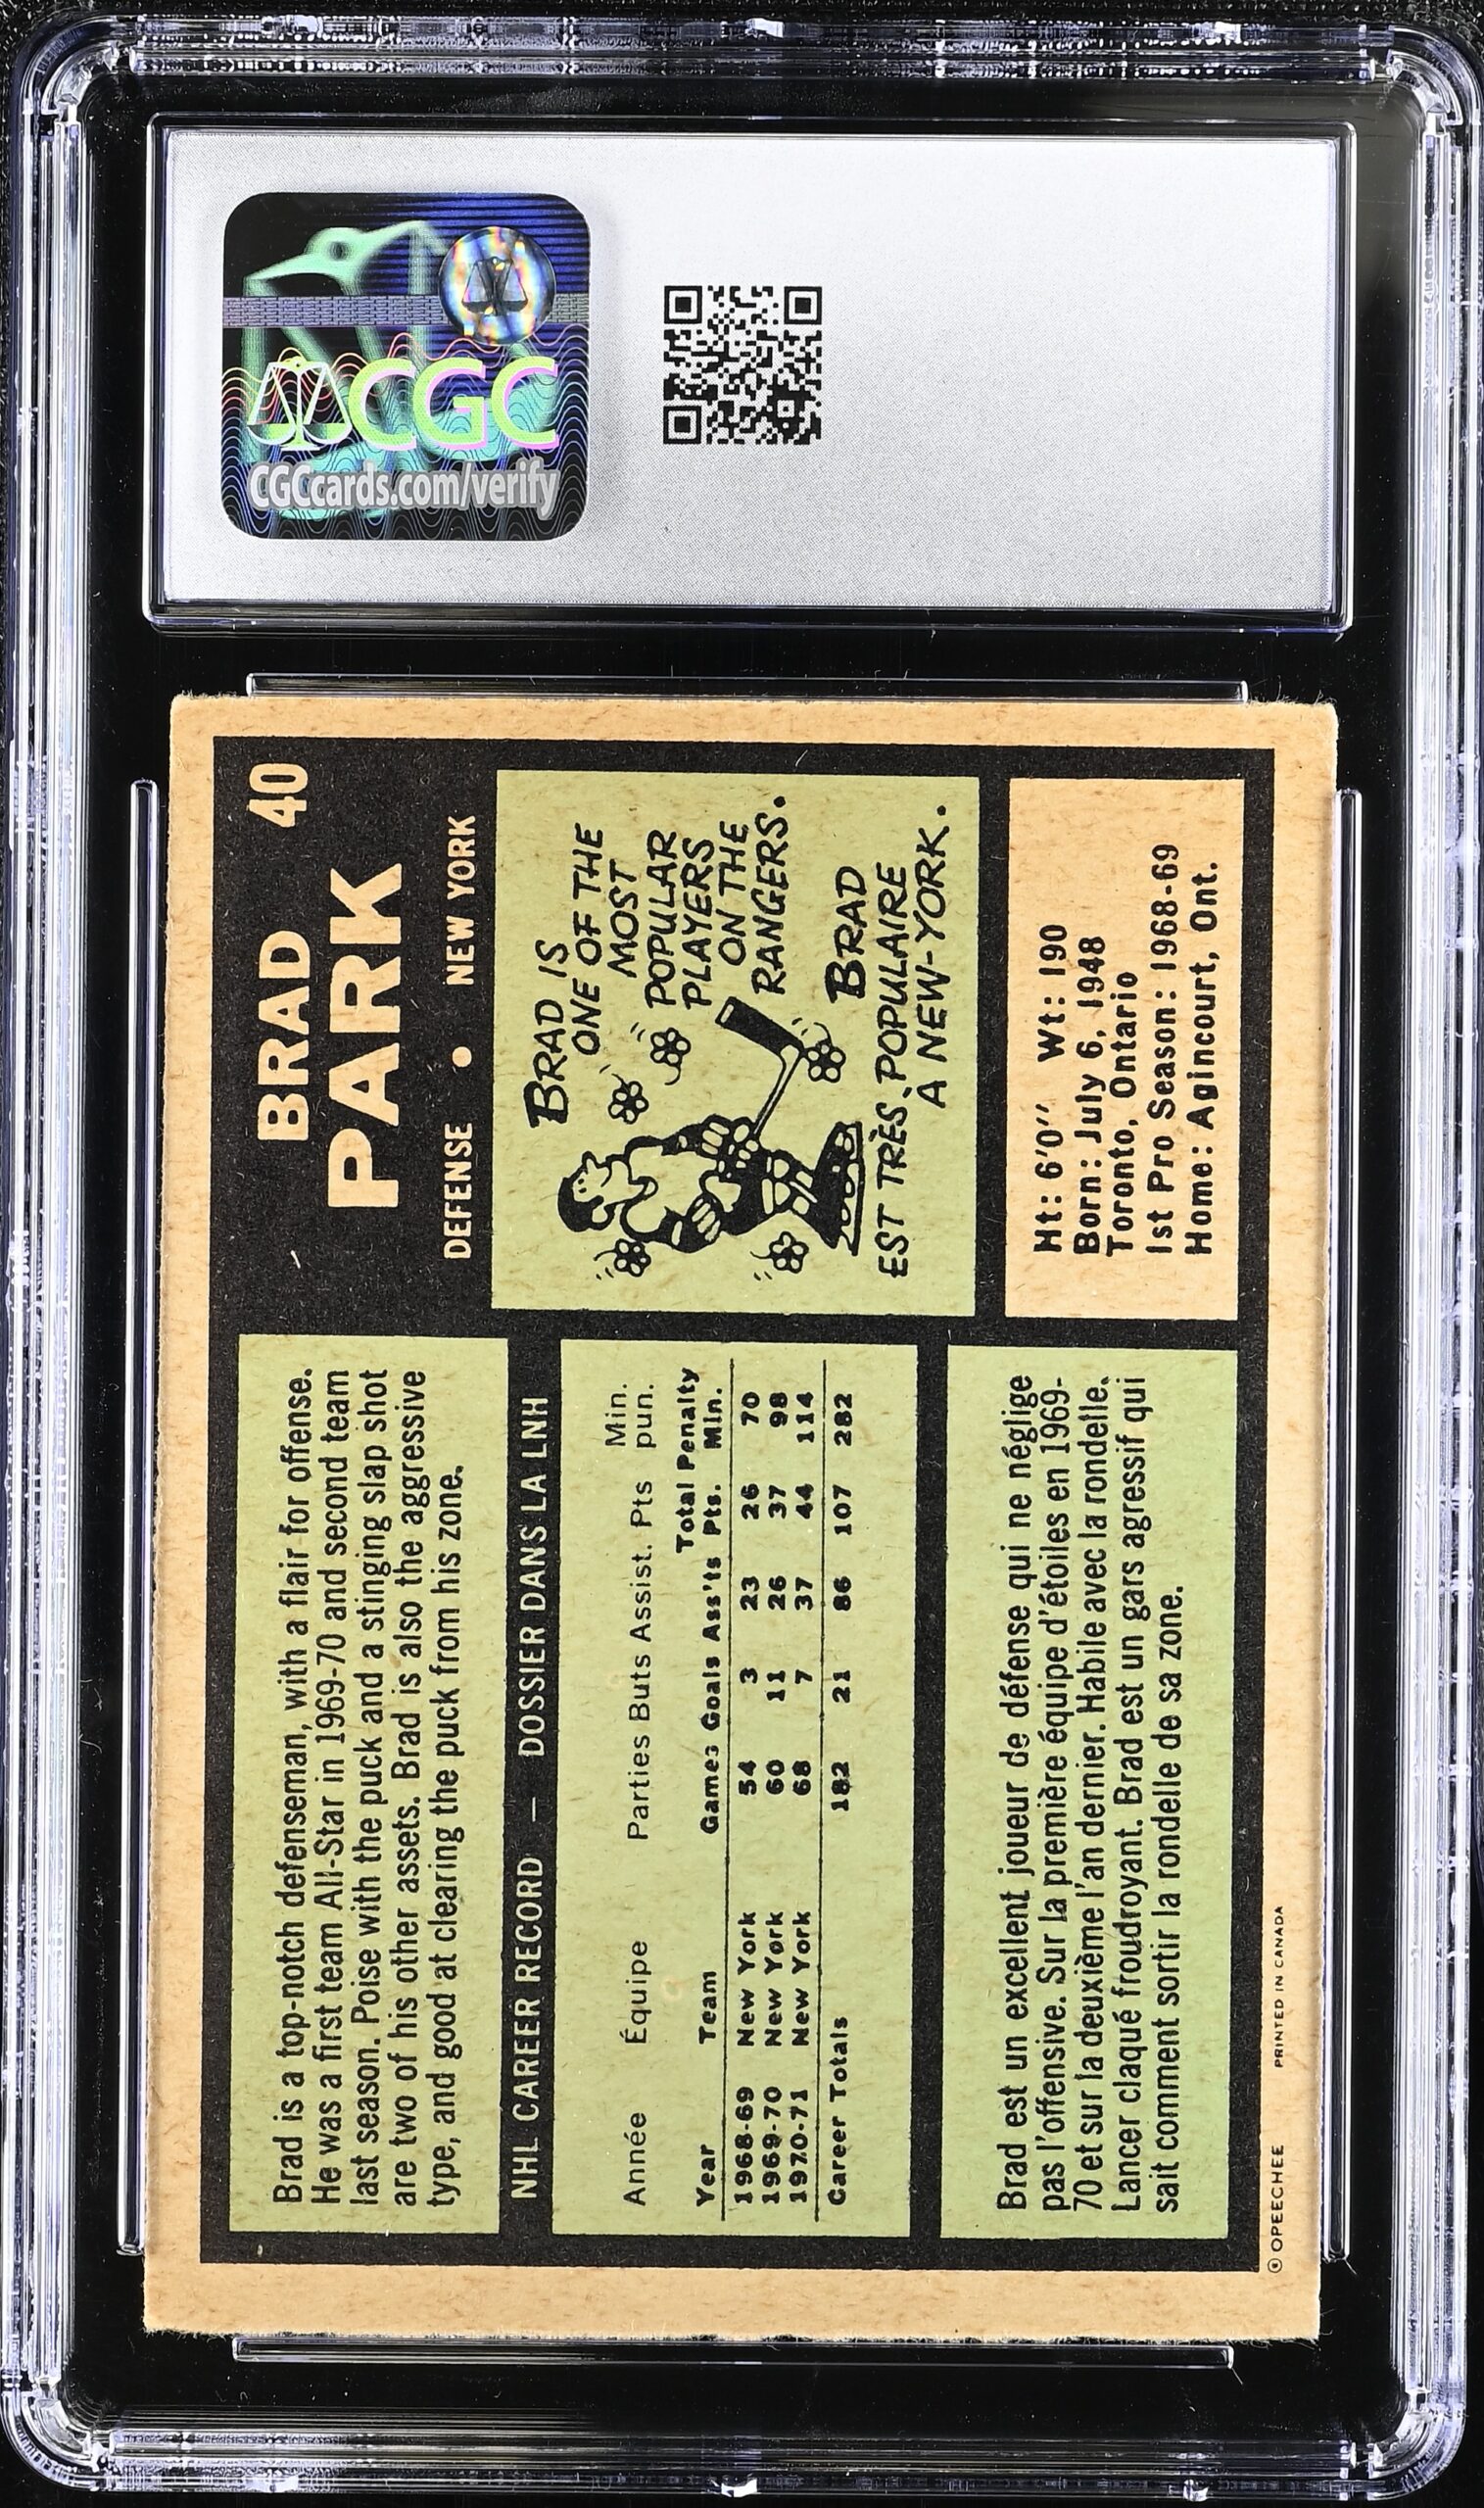 CGC
CGCcards.com/verify
BRAD 40
PARK
DEFENSE • NEW YORK
Brad is a top-notch defenseman, with a flair for offense.
He was a first team All-Star in 1969-70 and second team
last season. Poise with the puck and a stinging slap shot
are two of his other assets. Brad is also the aggressive
type, and good at clearing the puck from his zone.
NHL CAREER RECORD — DOSSIER DANS LA LNH
Année Équipe Parties Buts Assist. Pts Min. pun.
Year Team Games Goals Ass'ts Total Pts. Penalty Min.
1968-69 New York 54 3 23 26 70
1969-70 New York 60 11 26 37 98
1970-71 New York 68 7 37 44 114
Career Totals 182 21 86 107 282
Brad est un excellent joueur de défense qui ne néglige
pas l'offensive. Sur la première équipe d'étoiles en 1969-
70 et sur la deuxième l'an dernier. Habile avec la rondelle.
Lancer claqué froudroyant. Brad est un gars agressif qui
sait comment sortir la rondelle de sa zone.
BRAD IS
ONE OF THE
MOST
POPULAR
PLAYERS
ON THE
RANGERS.
BRAD
EST TRÈS POPULAIRE
A NEW-YORK.
Ht: 6'0" Wt: 190
Born: July 6, 1948
Toronto, Ontario
1st Pro Season: 1968-69
Home: Agincourt, Ont.
© OPEECHEE PRINTED IN CANADA